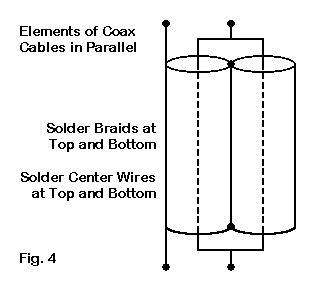 Elements of Coax
Cables in Parallel
Solder Braids at
Top and Bottom
Solder Center Wires
at Top and Bottom
Fig. 4